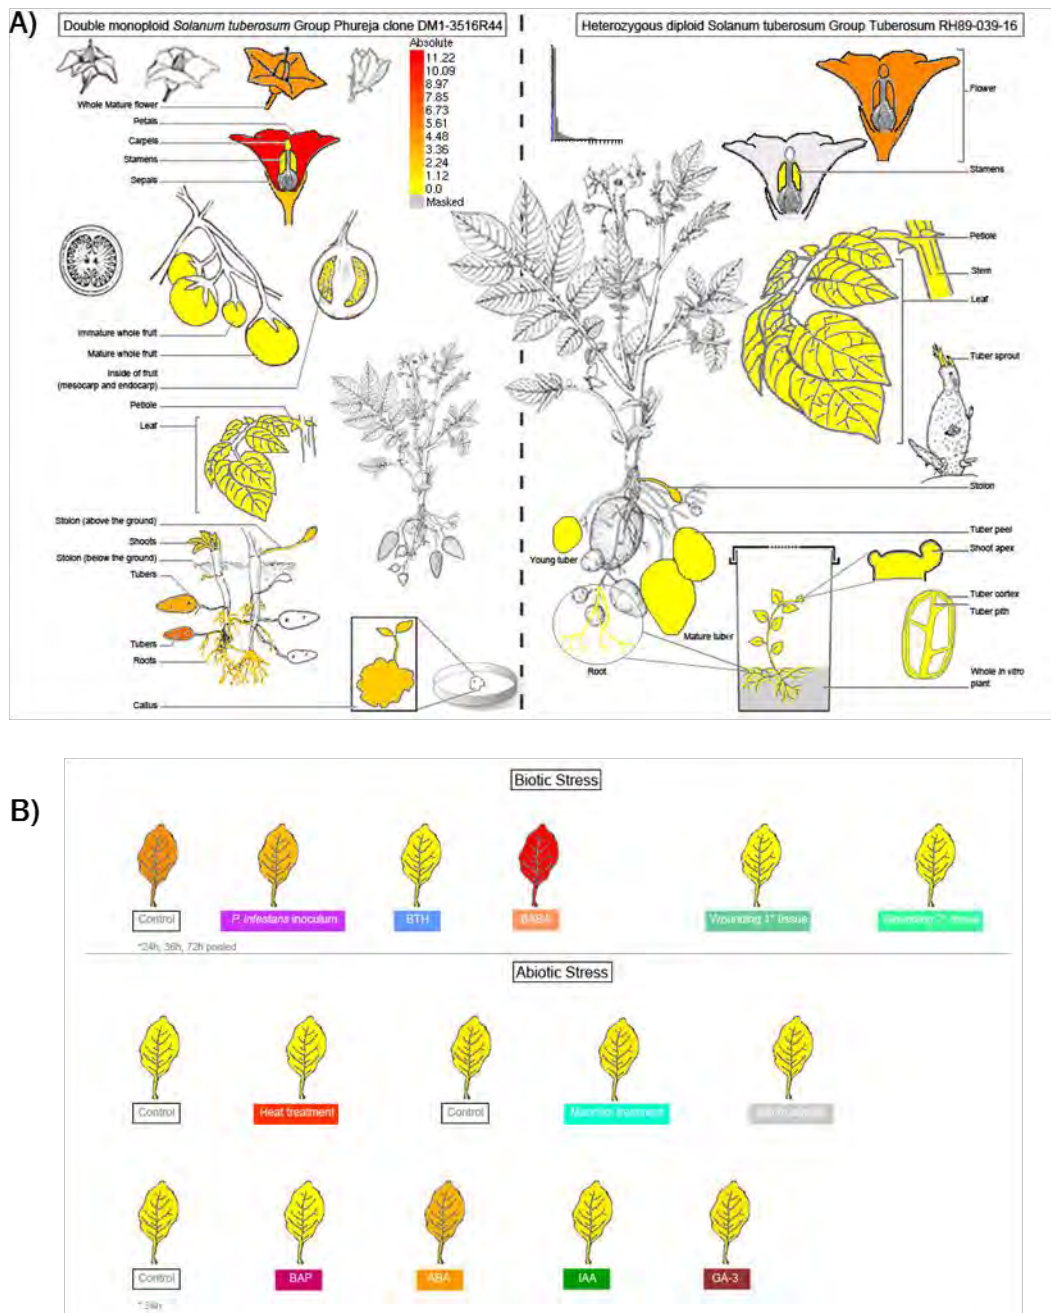 A)
Double monoploid Solanum tuberosum Group Phureja clone DM1-3516R44
Heterozygous diploid Solanum tuberosum Group Tuberosum RH89-039-16
Absolute
11.22
10.09
8.97
7.85
6.73
5.61
4.48
3.36
2.24
1.12
0.0
Masked
Whole Mature flower
Petals
Carpels
Stamens
Sepals
Immature whole fruit
Mature whole fruit
Inside of fruit
(mesocarp and endocarp)
Petiole
Leaf
Stolon (above the ground)
Shoots
Stolon (below the ground)
Tubers
Tubers
Roots
Callus
Flower
Stamens
Petiole
Stem
Leaf
Tuber sprout
Stolon
Tuber peel
Young tuber
Shoot apex
Tuber cortex
Tuber pith
Mature tuber
Root
Whole in vitro
plant
B)
Biotic Stress
Control
P. infestans inoculum
BTH
BABA
Wounding 1° tissue
Wounding 2° tissue
*24h, 36h, 72h pooled
Abiotic Stress
Control
Heat treatment
Control
Mannitol treatment
Salt treatment
Control
BAP
ABA
IAA
GA-3
* 24h